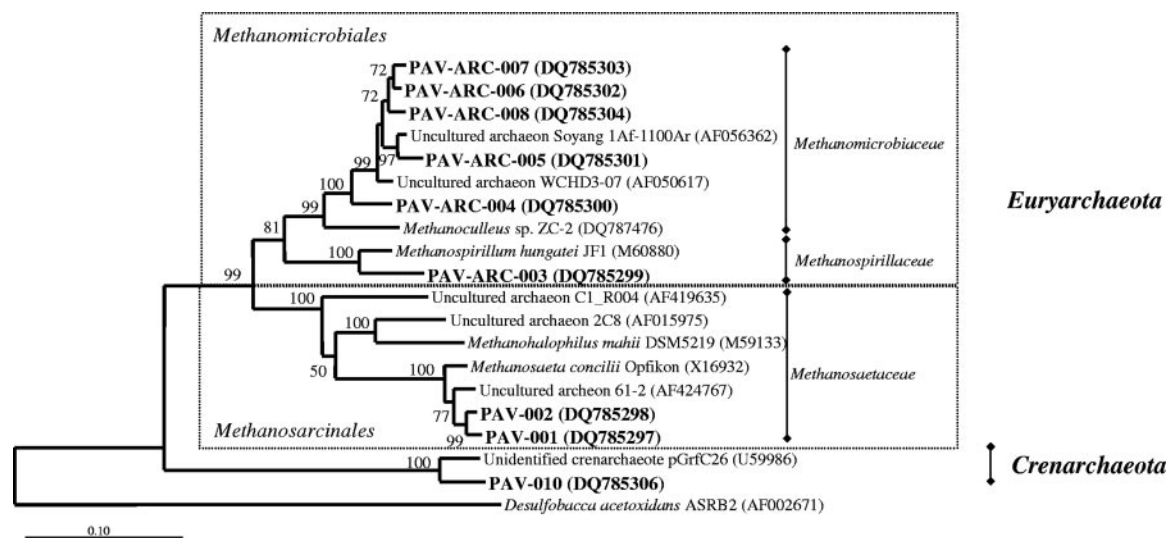 Methanomicrobiales
72
PAV-ARC-007 (DQ785303)
PAV-ARC-006 (DQ785302)
72
PAV-ARC-008 (DQ785304)
Uncultured archaeon Soyang 1Af-1100Ar (AF056362)
Methanomicrobiaceae
99
97
PAV-ARC-005 (DQ785301)
Uncultured archaeon WCHD3-07 (AF050617)
100
PAV-ARC-004 (DQ785300)
Euryarchaeota
99
Methanoculleus sp. ZC-2 (DQ787476)
81
Methanospirillum hungatei JF1 (M60880)
100
Methanospirillaceae
PAV-ARC-003 (DQ785299)
99
100
Uncultured archaeon C1_R004 (AF419635)
100
Uncultured archaeon 2C8 (AF015975)
Methanohalophilus mahii DSM5219 (M59133)
50
100
Methanosaeta concilii Opfikon (X16932)
Methanosaetaceae
Uncultured archeon 61-2 (AF424767)
77
PAV-002 (DQ785298)
Methanosarcinales
99
PAV-001 (DQ785297)
100
Unidentified crenarchaeote pGrfC26 (U59986)
Crenarchaeota
PAV-010 (DQ785306)
Desulfobacca acetoxidans ASRB2 (AF002671)
0.10